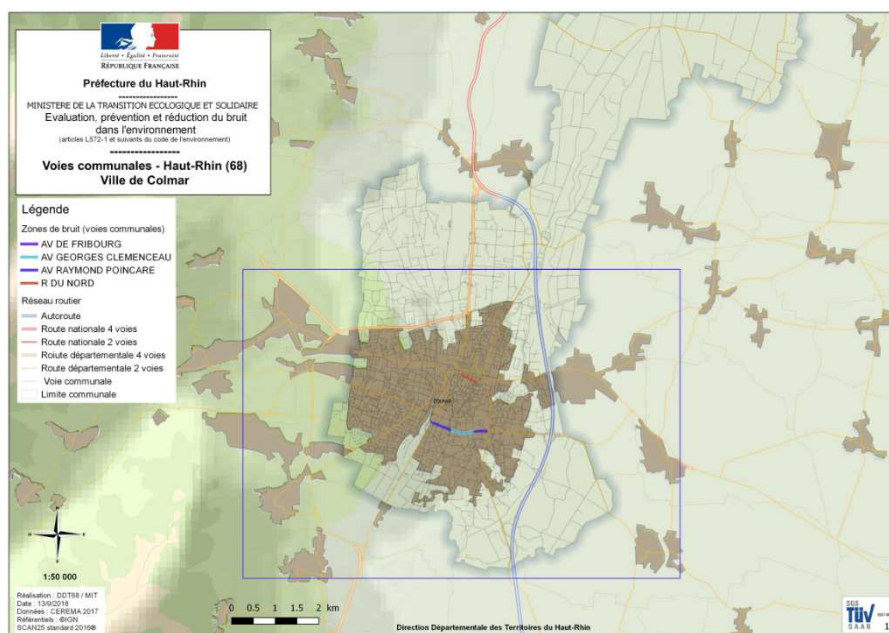 Liberté • Égalité • Fraternité
RÉPUBLIQUE FRANÇAISE
Préfecture du Haut-Rhin
----------------
MINISTERE DE LA TRANSITION ECOLOGIQUE ET SOLIDAIRE
Evaluation, prévention et réduction du bruit
dans l'environnement
(articles L572-1 et suivants du code de l'environnement)
-----------------
Voies communales - Haut-Rhin (68)
Ville de Colmar
Légende
Zones de bruit (voies communales)
AV DE FRIBOURG
AV GEORGES CLEMENCEAU
AV RAYMOND POINCARE
R DU NORD
Réseau routier
Autoroute
Route nationale 4 voies
Route nationale 2 voies
Roiute départementale 4 voies
Route départementale 2 voies
Voie communale
Limite communale
Colmar
1:50 000
Réalisation : DDT68 / MIT
Date : 13/9/2018
Données : CEREMA 2017
Référentiels : ©IGN
SCAN25 standard 2016®
0 0.5 1 1.5 2 km
Direction Départementale des Territoires du Haut-Rhin
SGS
TÜV
SAAR
1